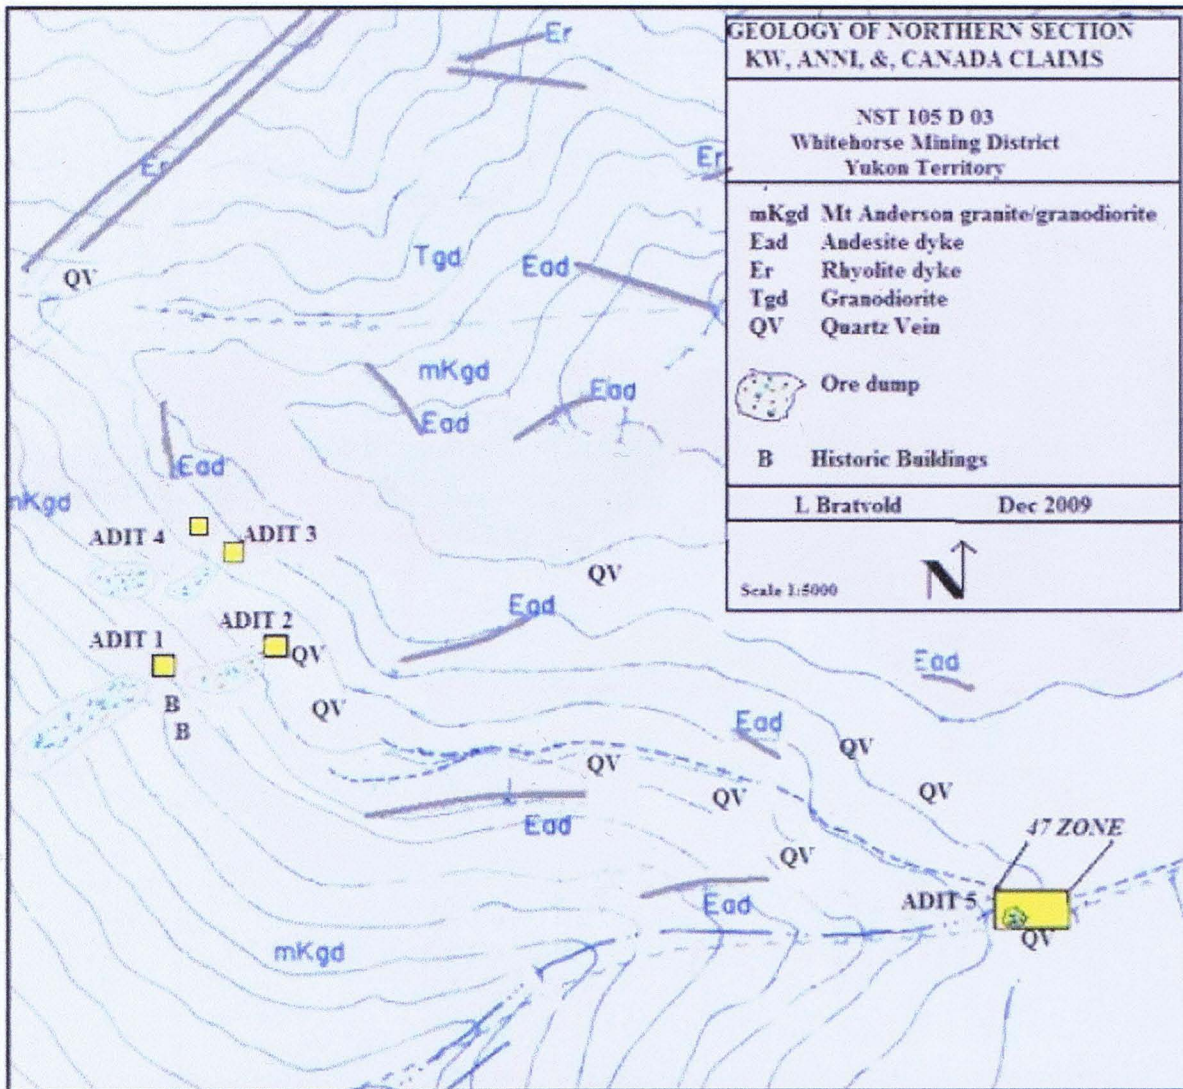 GEOLOGY OF NORTHERN SECTION
KW, ANNI, &, CANADA CLAIMS
NST 105 D 03
Whitehorse Mining District
Yukon Territory
mKgd Mt Anderson granite/granodiorite
Ead Andesite dyke
Er Rhyolite dyke
Tgd Granodiorite
QV Quartz Vein
Ore dump
B Historic Buildings
L Bratvold Dec 2009
N
Scale 1:5000
Er
Er
Er
Tgd
Ead
QV
mKgd
Ead
Ead
Ead
mKgd
ADIT 4
ADIT 3
QV
Ead
ADIT 2
ADIT 1
QV
Ead
B
QV
B
Ead
QV
QV
QV
QV
Ead
47 ZONE
QV
Ead
ADIT 5
QV
mKgd